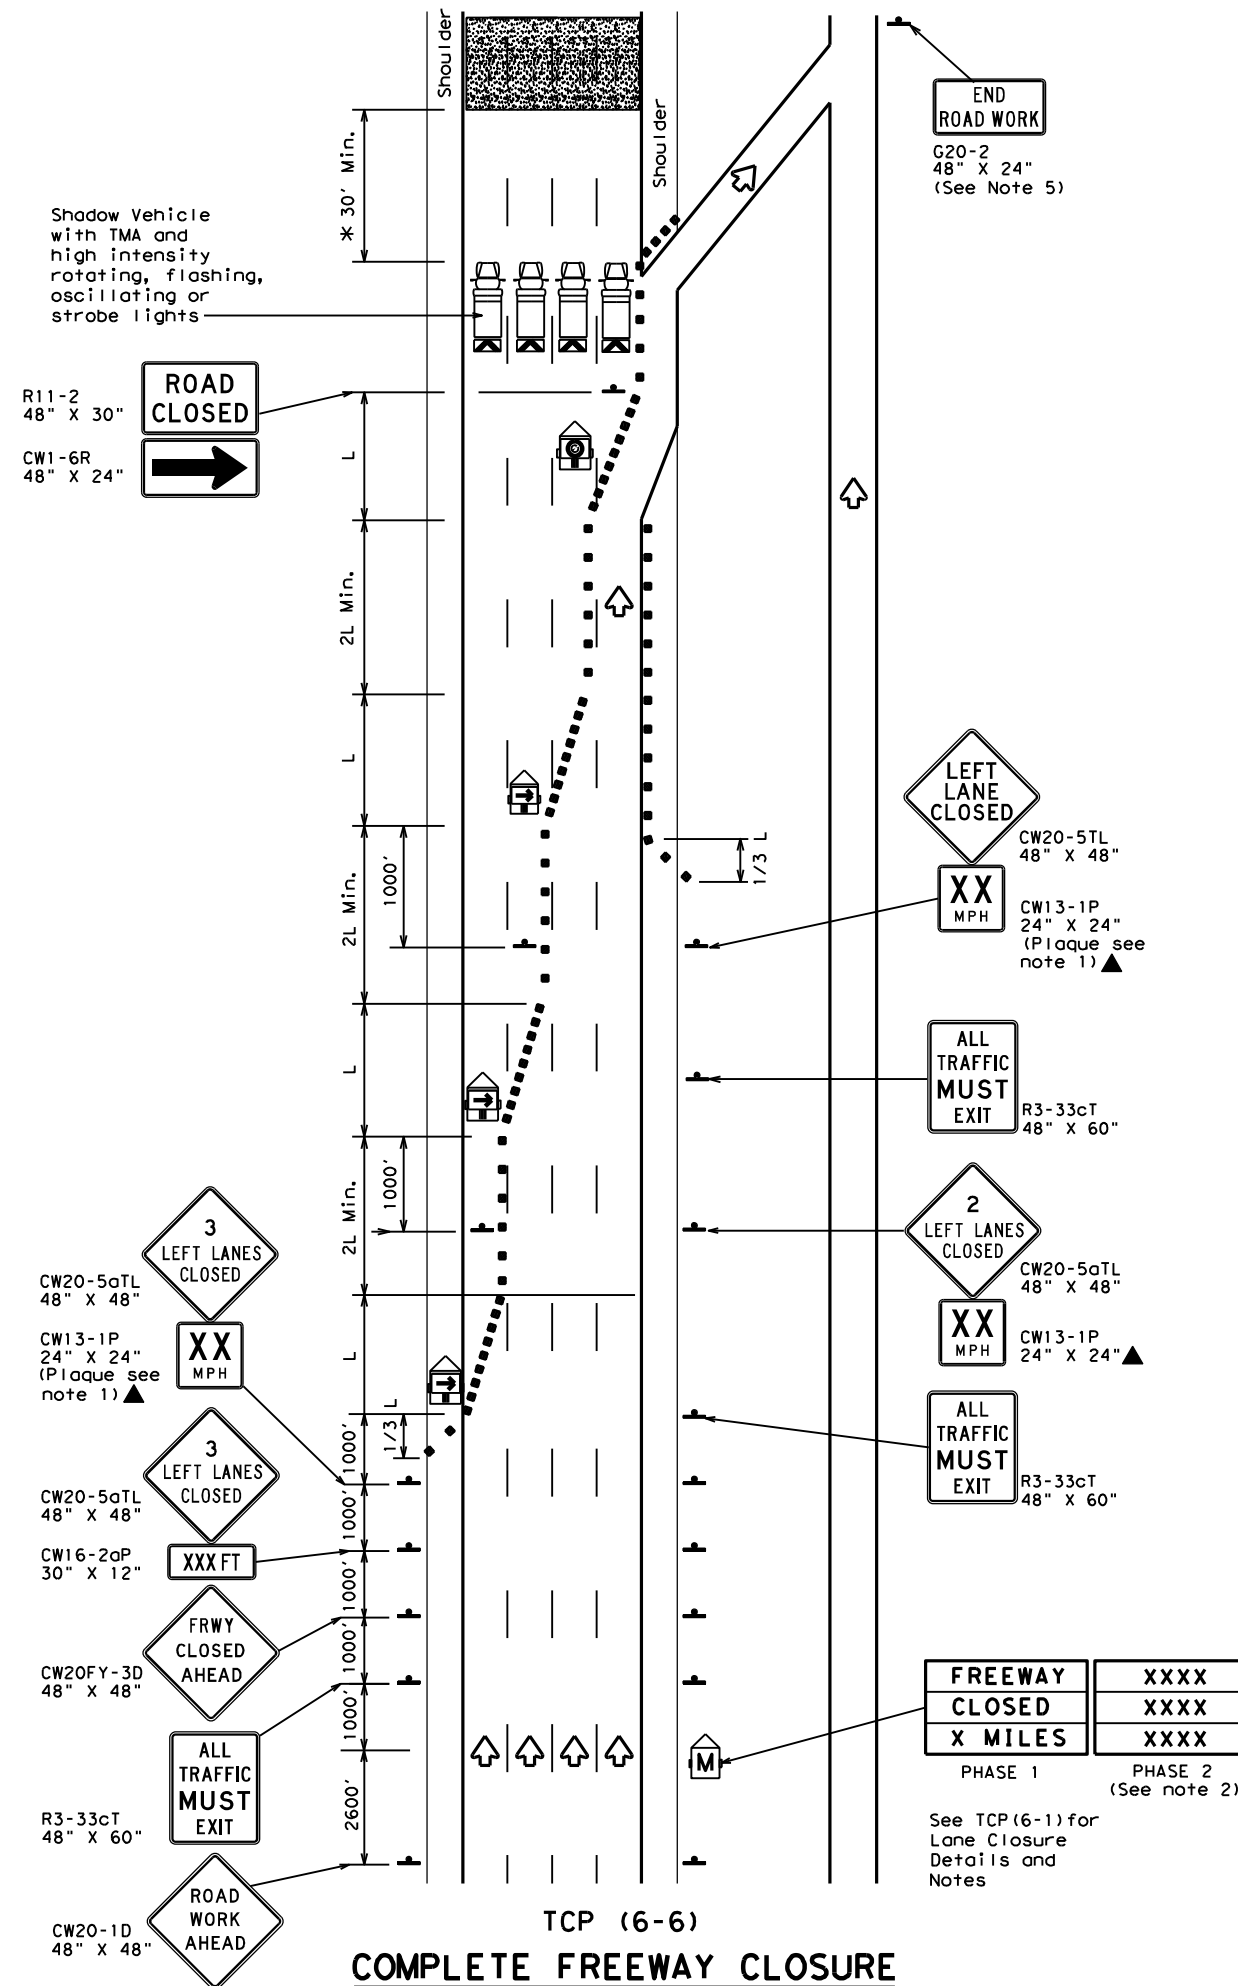 Shoulder
Shoulder
* 30' Min.
END
ROAD WORK
G20-2
48" X 24"
(See Note 5)
Shadow Vehicle
with TMA and
high intensity
rotating, flashing,
oscillating or
strobe lights
R11-2
48" X 30"
ROAD
CLOSED
CW1-6R
48" X 24"
L
2L Min.
L
2L Min.
1000'
1/3 L
LEFT
LANE
CLOSED
CW20-5TL
48" X 48"
XX
MPH
CW13-1P
24" X 24"
(Plaque see
note 1)
L
ALL
TRAFFIC
MUST
EXIT
R3-33cT
48" X 60"
2L Min.
1000'
2
LEFT LANES
CLOSED
CW20-5aTL
48" X 48"
XX
MPH
CW13-1P
24" X 24"
3
LEFT LANES
CLOSED
CW20-5aTL
48" X 48"
CW13-1P
24" X 24"
(Plaque see
note 1)
XX
MPH
L
1/3 L
1000'
ALL
TRAFFIC
MUST
EXIT
R3-33cT
48" X 60"
3
LEFT LANES
CLOSED
CW20-5aTL
48" X 48"
1000'
CW16-2aP
30" X 12"
XXX FT
1000'
FRWY
CLOSED
AHEAD
CW20FY-3D
48" X 48"
1000'
1000'
ALL
TRAFFIC
MUST
EXIT
R3-33cT
48" X 60"
2600'
M
FREEWAY
CLOSED
X MILES
PHASE 1
XXXX
XXXX
XXXX
PHASE 2
(See note 2)
See TCP(6-1)for
Lane Closure
Details and
Notes
ROAD
WORK
AHEAD
CW20-1D
48" X 48"
TCP (6-6)
COMPLETE FREEWAY CLOSURE